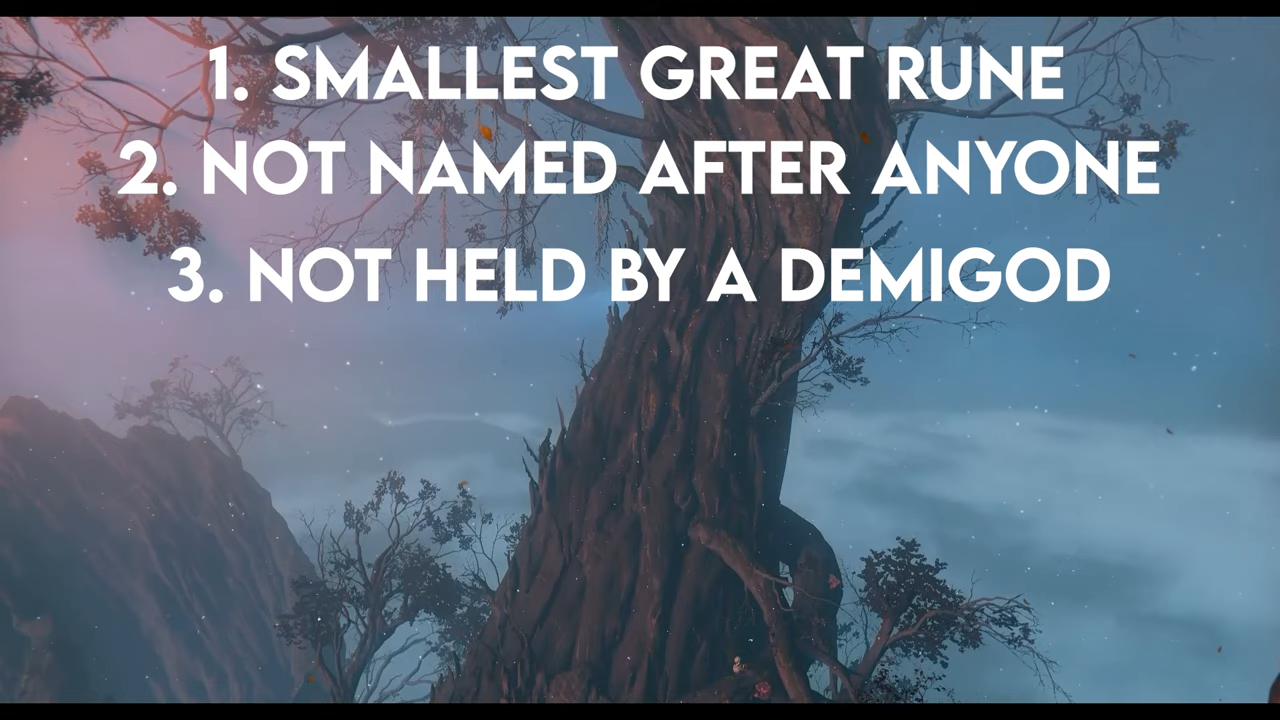 1. SMALLEST GREAT RUNE
2. NOT NAMED AFTER ANYONE
3. NOT HELD BY A DEMIGOD